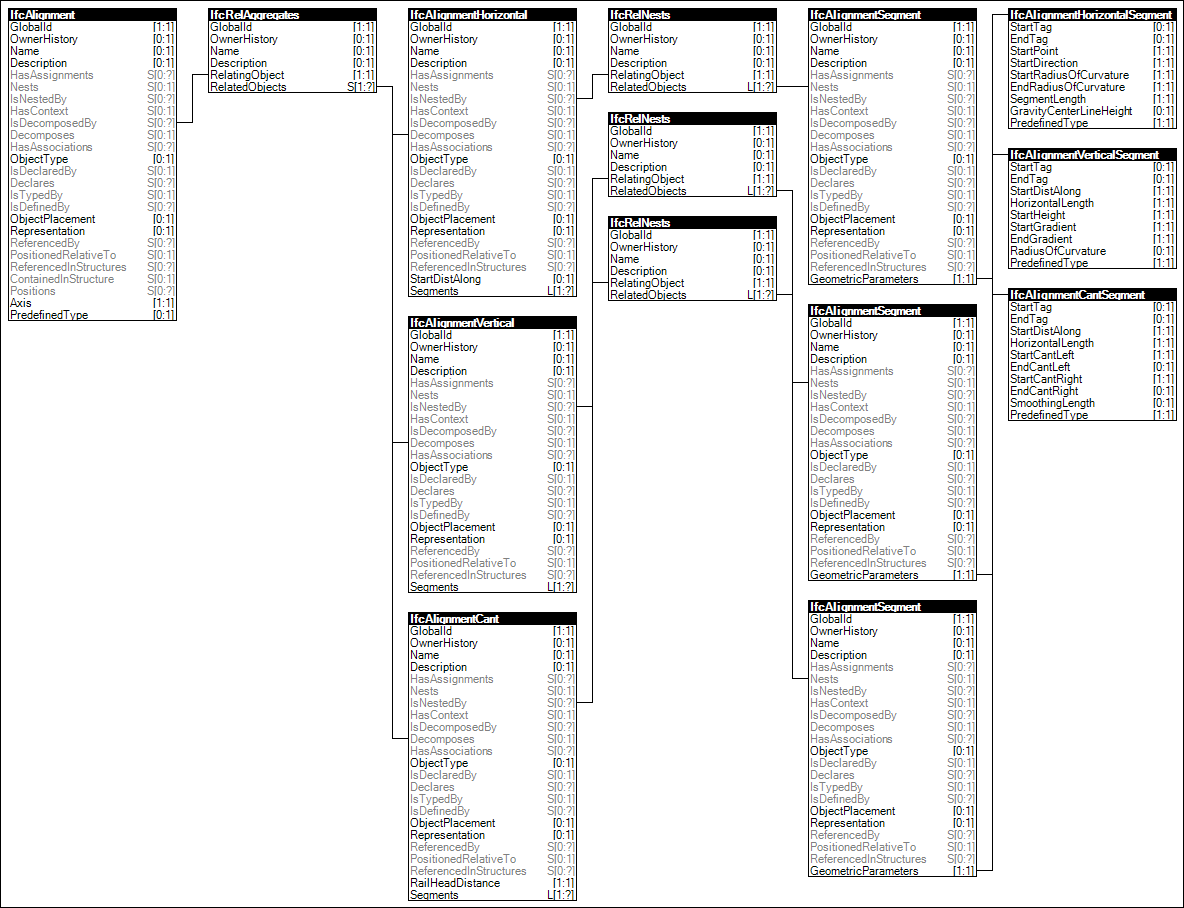 IfcAlignment
GlobalId [1:1]
OwnerHistory [0:1]
Name [0:1]
Description [0:1]
HasAssignments S[0:?]
Nests S[0:1]
IsNestedBy S[0:?]
HasContext S[0:1]
IsDecomposedBy S[0:?]
Decomposes S[0:1]
HasAssociations S[0:?]
ObjectType [0:1]
IsDeclaredBy S[0:1]
Declares S[0:?]
IsTypedBy S[0:1]
IsDefinedBy S[0:?]
ObjectPlacement [0:1]
Representation [0:1]
ReferencedBy S[0:?]
PositionedRelativeTo S[0:1]
ReferencedInStructures S[0:?]
ContainedInStructure S[0:1]
Positions S[0:?]
Axis [1:1]
PredefinedType [0:1]
IfcRelAggregates
GlobalId [1:1]
OwnerHistory [0:1]
Name [0:1]
Description [0:1]
RelatingObject [1:1]
RelatedObjects S[1:?]
IfcAlignmentHorizontal
GlobalId [1:1]
OwnerHistory [0:1]
Name [0:1]
Description [0:1]
HasAssignments S[0:?]
Nests S[0:1]
IsNestedBy S[0:?]
HasContext S[0:1]
IsDecomposedBy S[0:?]
Decomposes S[0:1]
HasAssociations S[0:?]
ObjectType [0:1]
IsDeclaredBy S[0:1]
Declares S[0:?]
IsTypedBy S[0:1]
IsDefinedBy S[0:?]
ObjectPlacement [0:1]
Representation [0:1]
ReferencedBy S[0:?]
PositionedRelativeTo S[0:1]
ReferencedInStructures S[0:?]
StartDistAlong [0:1]
Segments L[1:?]
IfcAlignmentVertical
GlobalId [1:1]
OwnerHistory [0:1]
Name [0:1]
Description [0:1]
HasAssignments S[0:?]
Nests S[0:1]
IsNestedBy S[0:?]
HasContext S[0:1]
IsDecomposedBy S[0:?]
Decomposes S[0:1]
HasAssociations S[0:?]
ObjectType [0:1]
IsDeclaredBy S[0:1]
Declares S[0:?]
IsTypedBy S[0:1]
IsDefinedBy S[0:?]
ObjectPlacement [0:1]
Representation [0:1]
ReferencedBy S[0:?]
PositionedRelativeTo S[0:1]
ReferencedInStructures S[0:?]
Segments L[1:?]
IfcAlignmentCant
GlobalId [1:1]
OwnerHistory [0:1]
Name [0:1]
Description [0:1]
HasAssignments S[0:?]
Nests S[0:1]
IsNestedBy S[0:?]
HasContext S[0:1]
IsDecomposedBy S[0:?]
Decomposes S[0:1]
HasAssociations S[0:?]
ObjectType [0:1]
IsDeclaredBy S[0:1]
Declares S[0:?]
IsTypedBy S[0:1]
IsDefinedBy S[0:?]
ObjectPlacement [0:1]
Representation [0:1]
ReferencedBy S[0:?]
PositionedRelativeTo S[0:1]
ReferencedInStructures S[0:?]
RailHeadDistance [1:1]
Segments L[1:?]
IfcRelNests
GlobalId [1:1]
OwnerHistory [0:1]
Name [0:1]
Description [0:1]
RelatingObject [1:1]
RelatedObjects L[1:?]
IfcRelNests
GlobalId [1:1]
OwnerHistory [0:1]
Name [0:1]
Description [0:1]
RelatingObject [1:1]
RelatedObjects L[1:?]
IfcRelNests
GlobalId [1:1]
OwnerHistory [0:1]
Name [0:1]
Description [0:1]
RelatingObject [1:1]
RelatedObjects L[1:?]
IfcAlignmentSegment
GlobalId [1:1]
OwnerHistory [0:1]
Name [0:1]
Description [0:1]
HasAssignments S[0:?]
Nests S[0:1]
IsNestedBy S[0:?]
HasContext S[0:1]
IsDecomposedBy S[0:?]
Decomposes S[0:1]
HasAssociations S[0:?]
ObjectType [0:1]
IsDeclaredBy S[0:1]
Declares S[0:?]
IsTypedBy S[0:1]
IsDefinedBy S[0:?]
ObjectPlacement [0:1]
Representation [0:1]
ReferencedBy S[0:?]
PositionedRelativeTo S[0:1]
ReferencedInStructures S[0:?]
GeometricParameters [1:1]
IfcAlignmentSegment
GlobalId [1:1]
OwnerHistory [0:1]
Name [0:1]
Description [0:1]
HasAssignments S[0:?]
Nests S[0:1]
IsNestedBy S[0:?]
HasContext S[0:1]
IsDecomposedBy S[0:?]
Decomposes S[0:1]
HasAssociations S[0:?]
ObjectType [0:1]
IsDeclaredBy S[0:1]
Declares S[0:?]
IsTypedBy S[0:1]
IsDefinedBy S[0:?]
ObjectPlacement [0:1]
Representation [0:1]
ReferencedBy S[0:?]
PositionedRelativeTo S[0:1]
ReferencedInStructures S[0:?]
GeometricParameters [1:1]
IfcAlignmentSegment
GlobalId [1:1]
OwnerHistory [0:1]
Name [0:1]
Description [0:1]
HasAssignments S[0:?]
Nests S[0:1]
IsNestedBy S[0:?]
HasContext S[0:1]
IsDecomposedBy S[0:?]
Decomposes S[0:1]
HasAssociations S[0:?]
ObjectType [0:1]
IsDeclaredBy S[0:1]
Declares S[0:?]
IsTypedBy S[0:1]
IsDefinedBy S[0:?]
ObjectPlacement [0:1]
Representation [0:1]
ReferencedBy S[0:?]
PositionedRelativeTo S[0:1]
ReferencedInStructures S[0:?]
GeometricParameters [1:1]
IfcAlignmentHorizontalSegment
StartTag [0:1]
EndTag [0:1]
StartPoint [1:1]
StartDirection [1:1]
StartRadiusOfCurvature [1:1]
EndRadiusOfCurvature [1:1]
SegmentLength [1:1]
GravityCenterLineHeight [0:1]
PredefinedType [1:1]
IfcAlignmentVerticalSegment
StartTag [0:1]
EndTag [0:1]
StartDistAlong [1:1]
HorizontalLength [1:1]
StartHeight [1:1]
StartGradient [1:1]
EndGradient [1:1]
RadiusOfCurvature [0:1]
PredefinedType [1:1]
IfcAlignmentCantSegment
StartTag [0:1]
EndTag [0:1]
StartDistAlong [1:1]
HorizontalLength [1:1]
StartCantLeft [1:1]
EndCantLeft [0:1]
StartCantRight [1:1]
EndCantRight [0:1]
SmoothingLength [0:1]
PredefinedType [1:1]